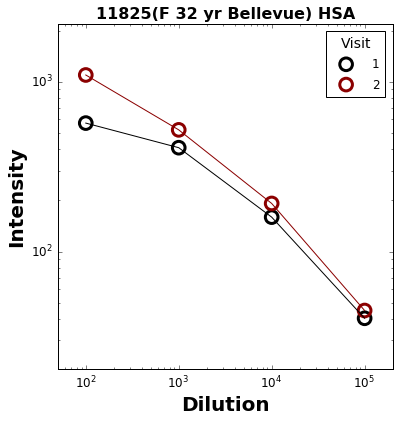 11825(F 32 yr Bellevue) HSA
Visit
1
2
10³
10²
Intensity
10² 10³ 10⁴ 10⁵
Dilution